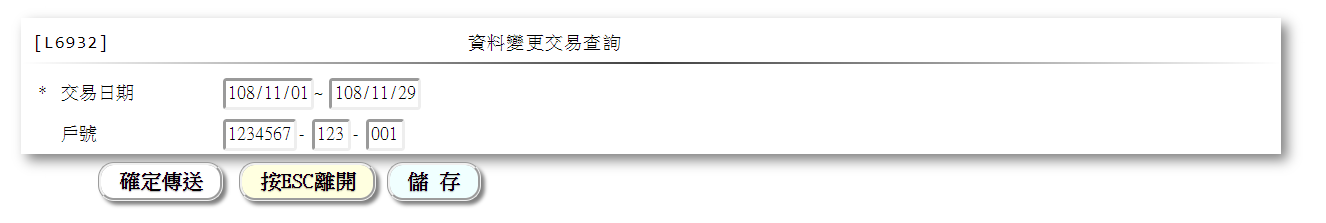 [L6932] 資料變更交易查詢
* 交易日期 108/11/01 ~ 108/11/29
戶號 1234567 - 123 - 001
確定傳送 按ESC離開 儲 存